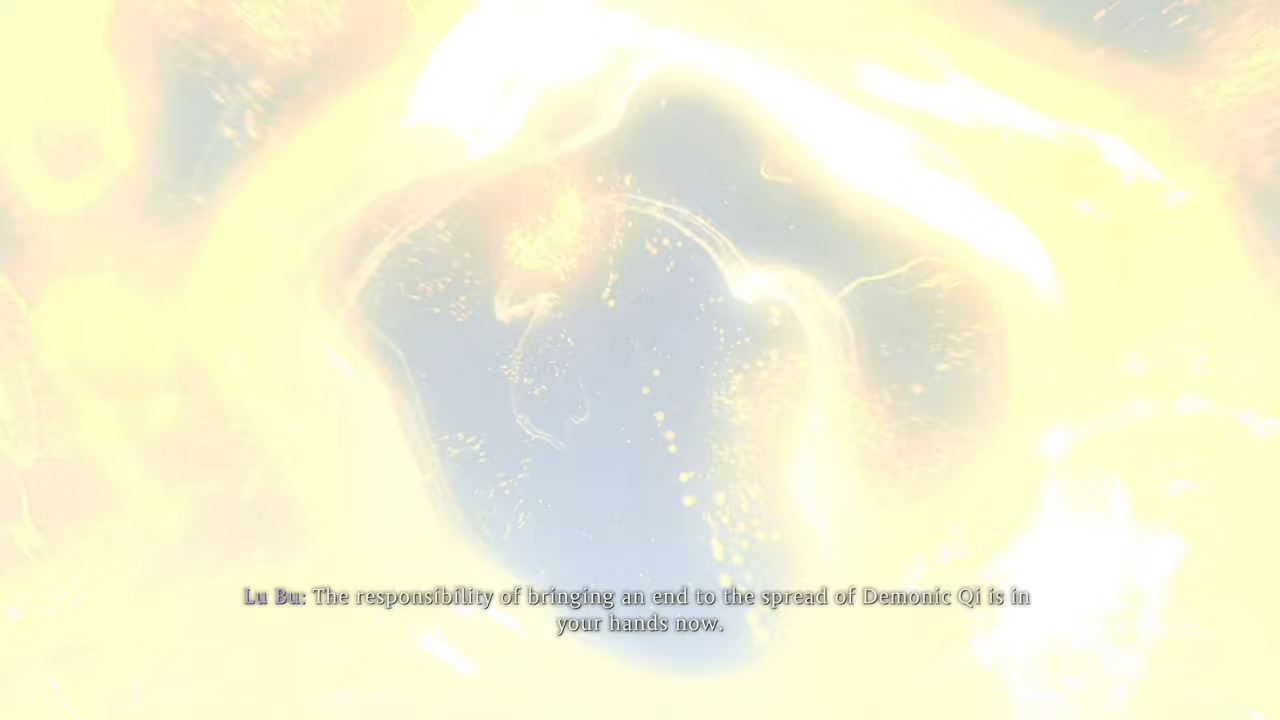 Lu Bu: The responsibility of bringing an end to the spread of Demonic Qi is in
your hands now.